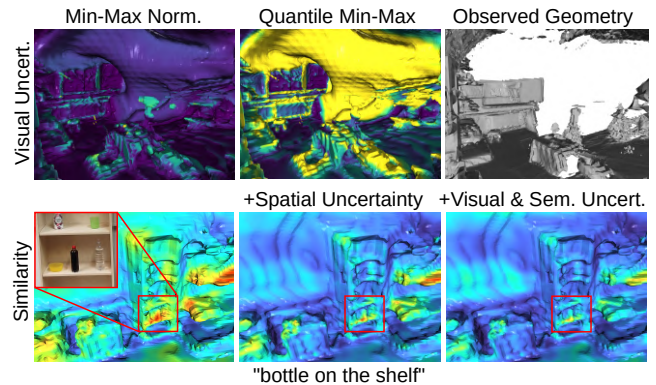 Min-Max Norm.
Quantile Min-Max
Observed Geometry
Visual Uncert.
+Spatial Uncertainty
+Visual & Sem. Uncert.
Similarity
"bottle on the shelf"